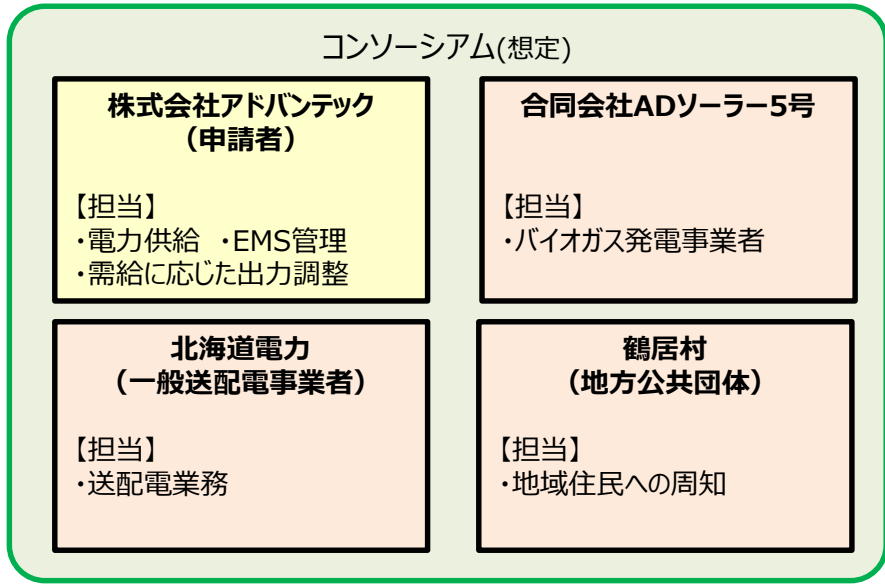 コンソーシアム(想定)
株式会社アドバンテック
（申請者）
【担当】
・電力供給 ・EMS管理
・需給に応じた出力調整
合同会社ADソーラー5号
【担当】
・バイオガス発電事業者
北海道電力
（一般送配電事業者）
【担当】
・送配電業務
鶴居村
（地方公共団体）
【担当】
・地域住民への周知